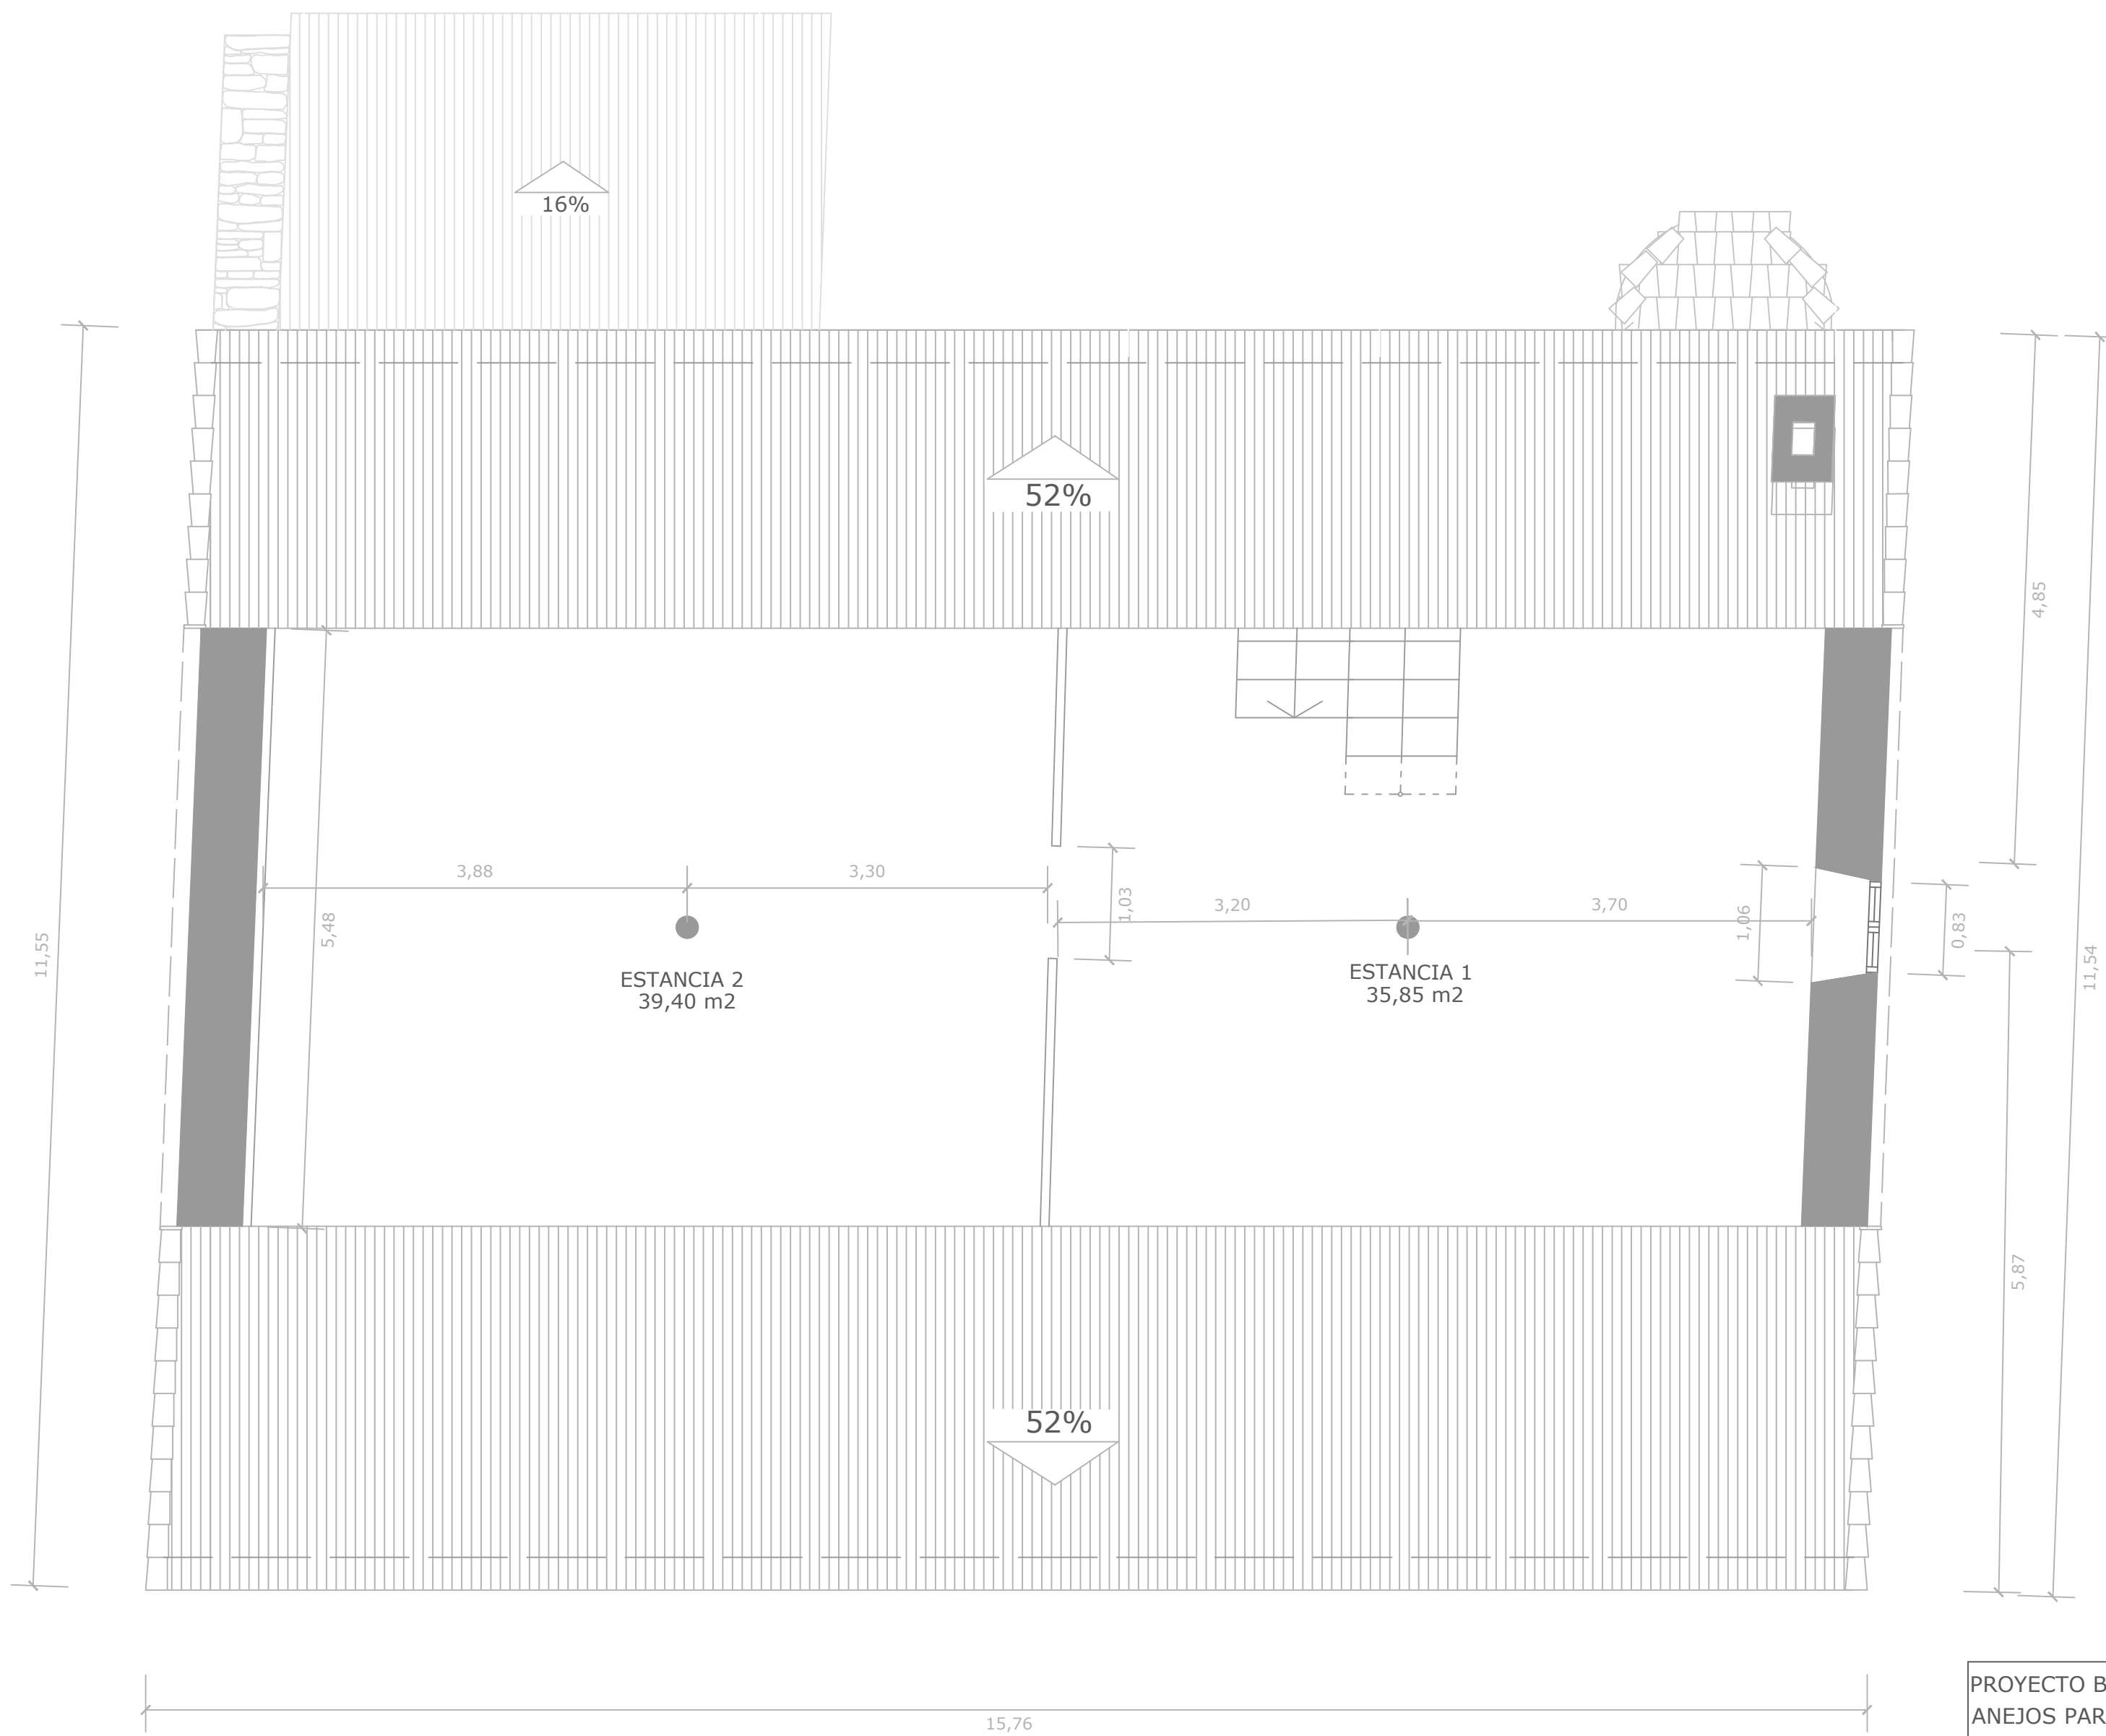 16%
52%
4,85
3,88
3,30
1,03
3,20
3,70
1,06
0,83
5,48
11,55
11,54
ESTANCIA 2
39,40 m2
ESTANCIA 1
35,85 m2
5,87
52%
15,76
PROYECTO B
ANEJOS PAR